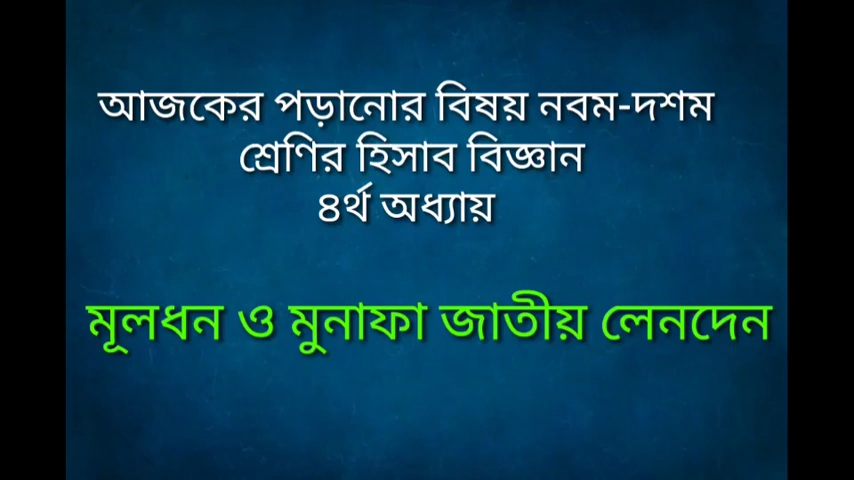 আজকের পড়ানোর বিষয় নবম-দশম
শ্রেণির হিসাব বিজ্ঞান
৪র্থ অধ্যায়
মূলধন ও মুনাফা জাতীয় লেনদেন